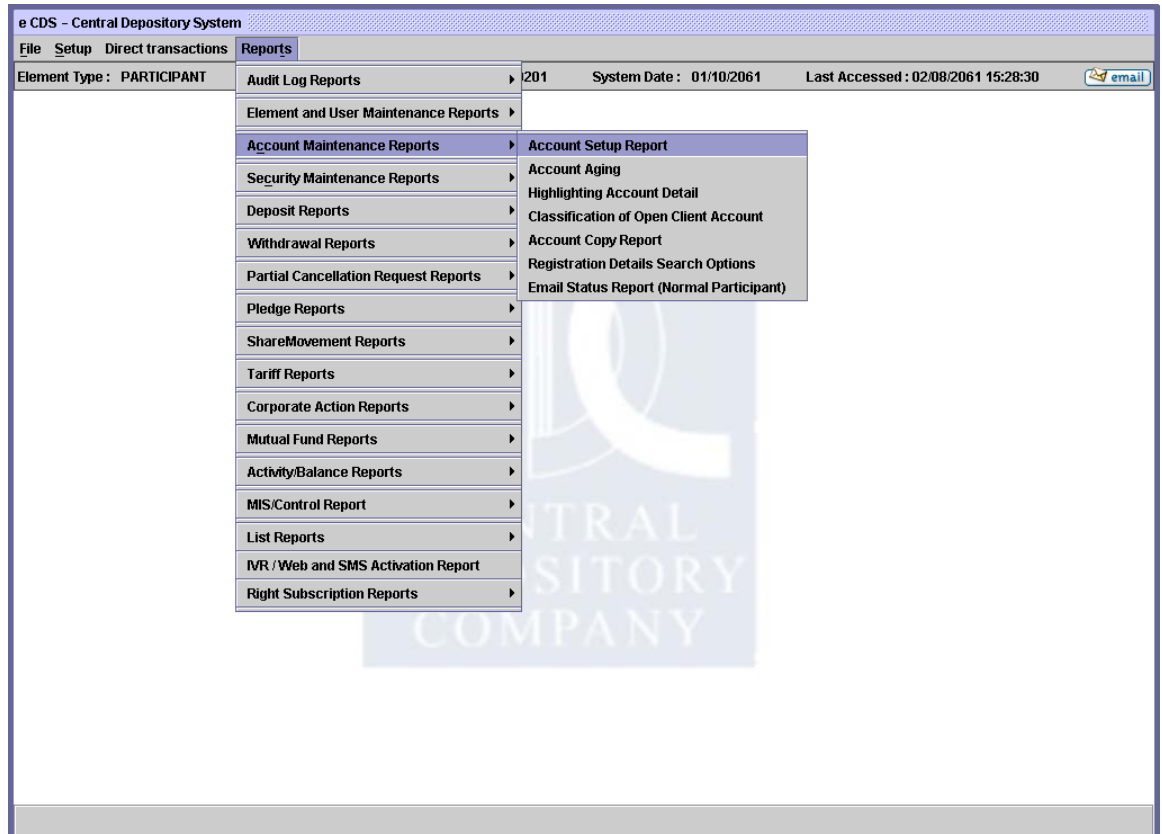 e CDS – Central Depository System
File Setup Direct transactions Reports
Element Type : PARTICIPANT 201 System Date : 01/10/2061 Last Accessed : 02/08/2061 15:28:30 email
Audit Log Reports
Element and User Maintenance Reports
Account Maintenance Reports
Security Maintenance Reports
Deposit Reports
Withdrawal Reports
Partial Cancellation Request Reports
Pledge Reports
ShareMovement Reports
Tariff Reports
Corporate Action Reports
Mutual Fund Reports
Activity/Balance Reports
MIS/Control Report
List Reports
IVR / Web and SMS Activation Report
Right Subscription Reports
Account Setup Report
Account Aging
Highlighting Account Detail
Classification of Open Client Account
Account Copy Report
Registration Details Search Options
Email Status Report (Normal Participant)
TRAL
SITORY
COMPANY